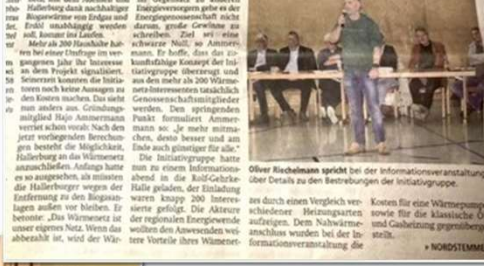 Hallerburg dank nachhaltiger
Biogaswärme von Erdgas und
Erdöl unabhängig werden
soll, kommt ins Laufen.
Mehr als 200 Haushalte hat-
ten bei einer Umfrage im ver-
gangenen Jahr ihr Interesse
an dem Projekt signalisiert.
Seinerzeit konnten die Initia-
toren noch keine Aussagen zu
den Kosten machen. Das sieht
nun anders aus. Gründungs-
mitglied Hajo Ammermann
verriet schon vorab: Nach den
jetzt vorliegenden Berechnun-
gen besteht die Möglichkeit,
Hallerburg an das Wärmenetz
anzuschließen. Anfangs hatte
es so ausgesehen, als müssten
die Hallerburger wegen der
Entfernung zu den Biogasan-
lagen außen vor bleiben. Er
betonte: „Das Wärmenetz ist
unser eigenes Netz. Wenn das
abbezahlt ist, wird der Wär-
Energieversorgern gebe es der
Energiegenossenschaft nicht
darum, große Gewinne zu
schreiben. Ziel sei eine
schwarze Null, so Ammer-
mann. Er hoffe, dass das zu-
kunftsfähige Konzept der Ini-
tiativgruppe überzeugt und
aus den mehr als 200 Wärme-
netz-Interessenten tatsächlich
Genossenschaftsmitglieder
werden. Den springenden
Punkt formuliert Ammer-
mann so: „Je mehr mitma-
chen, desto besser und am
Ende auch günstiger für alle.“
Die Initiativgruppe hatte
nun zu einem Informations-
abend in die Rolf-Gehrke-
Halle geladen, der Einladung
waren knapp 200 Interes-
sierte gefolgt. Die Akteure
der regionalen Energiewende
wollten den Anwesenden wei-
tere Vorteile ihres Wärmenet-
Oliver Riechelmann spricht bei der Informationsveranstaltung
über Details zu den Bestrebungen der Initiativgruppe.
zes durch einen Vergleich ver-
schiedener Heizungsarten
aufzeigen. Dem Nahwärme-
anschluss wurden bei der In-
formationsveranstaltung die
Kosten für eine Wärmepump
sowie für die klassische Ö
und Gasheizung gegenüberge
stellt.
» NORDSTEMME